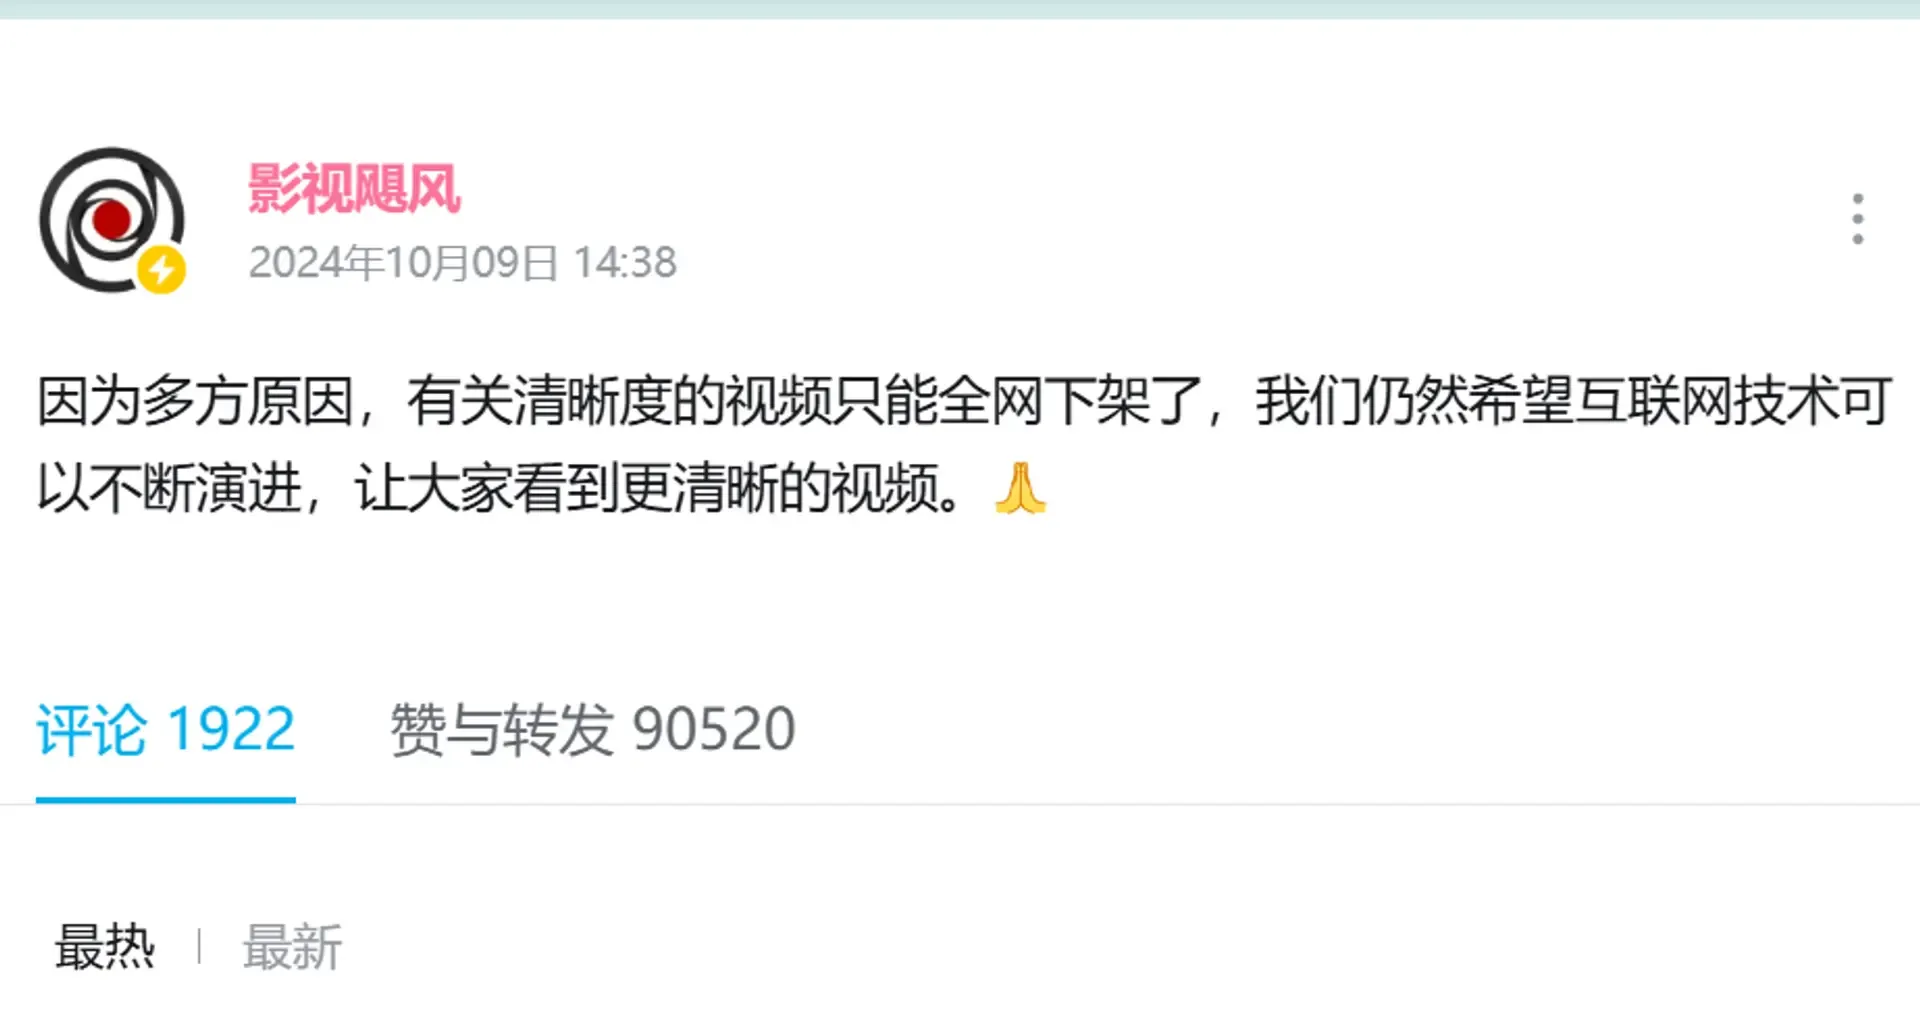 影视飓风
2024年10月09日 14:38
因为多方原因，有关清晰度的视频只能全网下架了，我们仍然希望互联网技术可
以不断演进，让大家看到更清晰的视频。🙏
评论 1922 赞与转发 90520
最热 | 最新